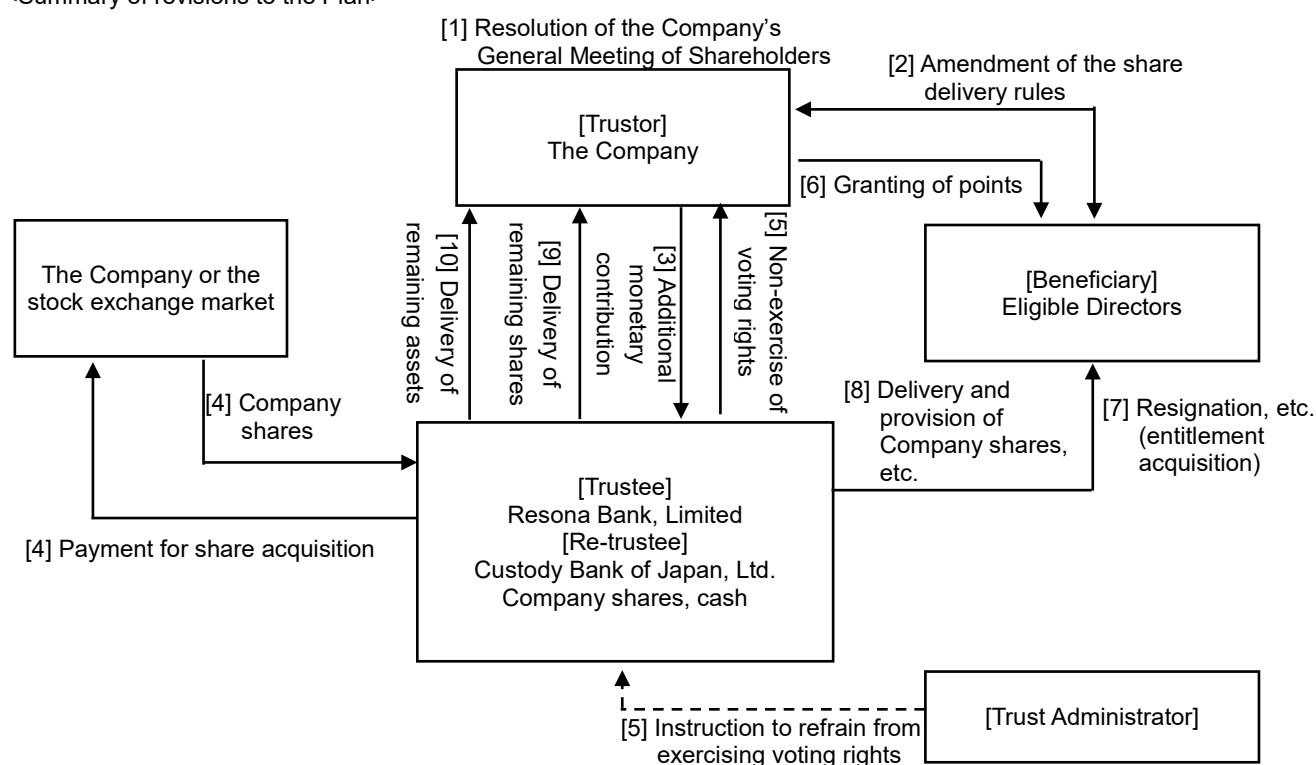 <Summary of revisions to the Plan>
[1] Resolution of the Company's
General Meeting of Shareholders
[2] Amendment of the share
delivery rules
[Trustor]
The Company
[6] Granting of points
The Company or the
stock exchange market
[Beneficiary]
Eligible Directors
[10] Delivery of
remaining assets
[9] Delivery of
remaining shares
[3] Additional
monetary
contribution
[5] Non-exercise of
voting rights
[4] Company
shares
[8] Delivery and
provision of
Company shares,
etc.
[7] Resignation, etc.
(entitlement
acquisition)
[4] Payment for share acquisition
[Trustee]
Resona Bank, Limited
[Re-trustee]
Custody Bank of Japan, Ltd.
Company shares, cash
[5] Instruction to refrain from
exercising voting rights
[Trust Administrator]